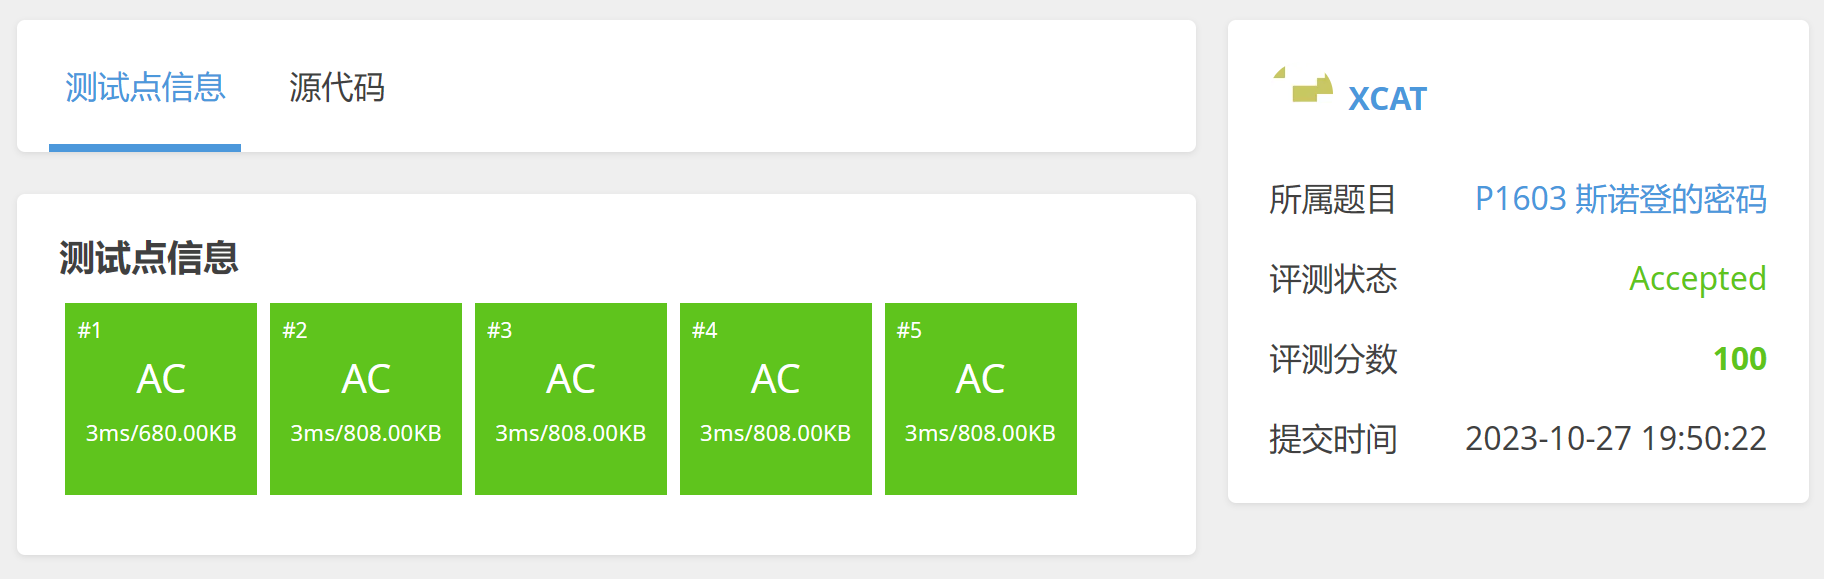 测试点信息 源代码
测试点信息
#1 #2 #3 #4 #5
AC AC AC AC AC
3ms/680.00KB 3ms/808.00KB 3ms/808.00KB 3ms/808.00KB 3ms/808.00KB
XCAT
所属题目 P1603 斯诺登的密码
评测状态 Accepted
评测分数 100
提交时间 2023-10-27 19:50:22